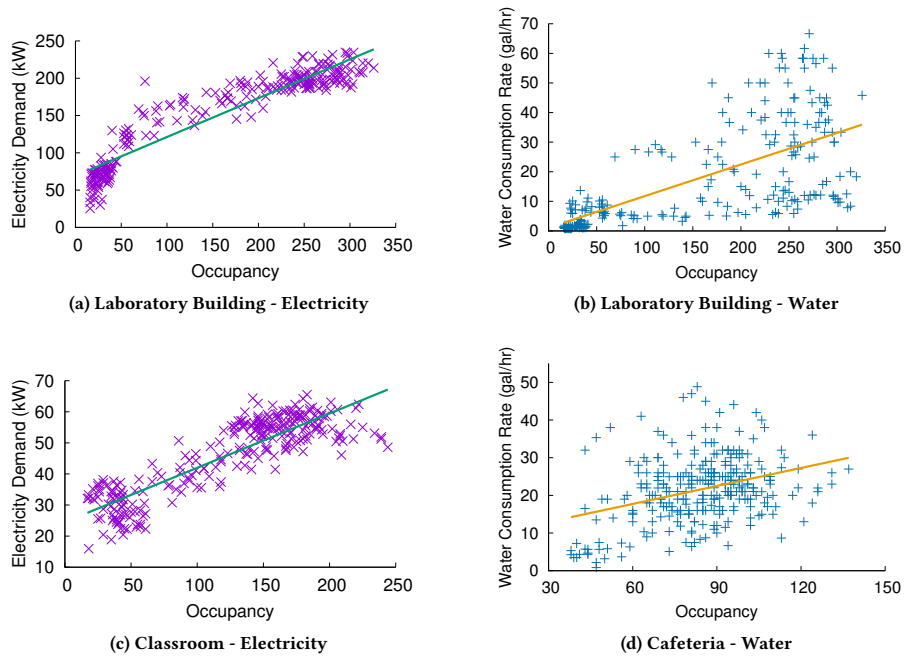 Electricity Demand (kW)
250
200
150
100
50
0
0 50 100 150 200 250 300 350
Occupancy
(a) Laboratory Building - Electricity
Water Consumption Rate (gal/hr)
70
60
50
40
30
20
10
0
0 50 100 150 200 250 300 350
Occupancy
(b) Laboratory Building - Water
Electricity Demand (kW)
70
60
50
40
30
20
10
0 50 100 150 200 250
Occupancy
(c) Classroom - Electricity
Water Consumption Rate (gal/hr)
50
40
30
20
10
0
30 60 90 120 150
Occupancy
(d) Cafeteria - Water